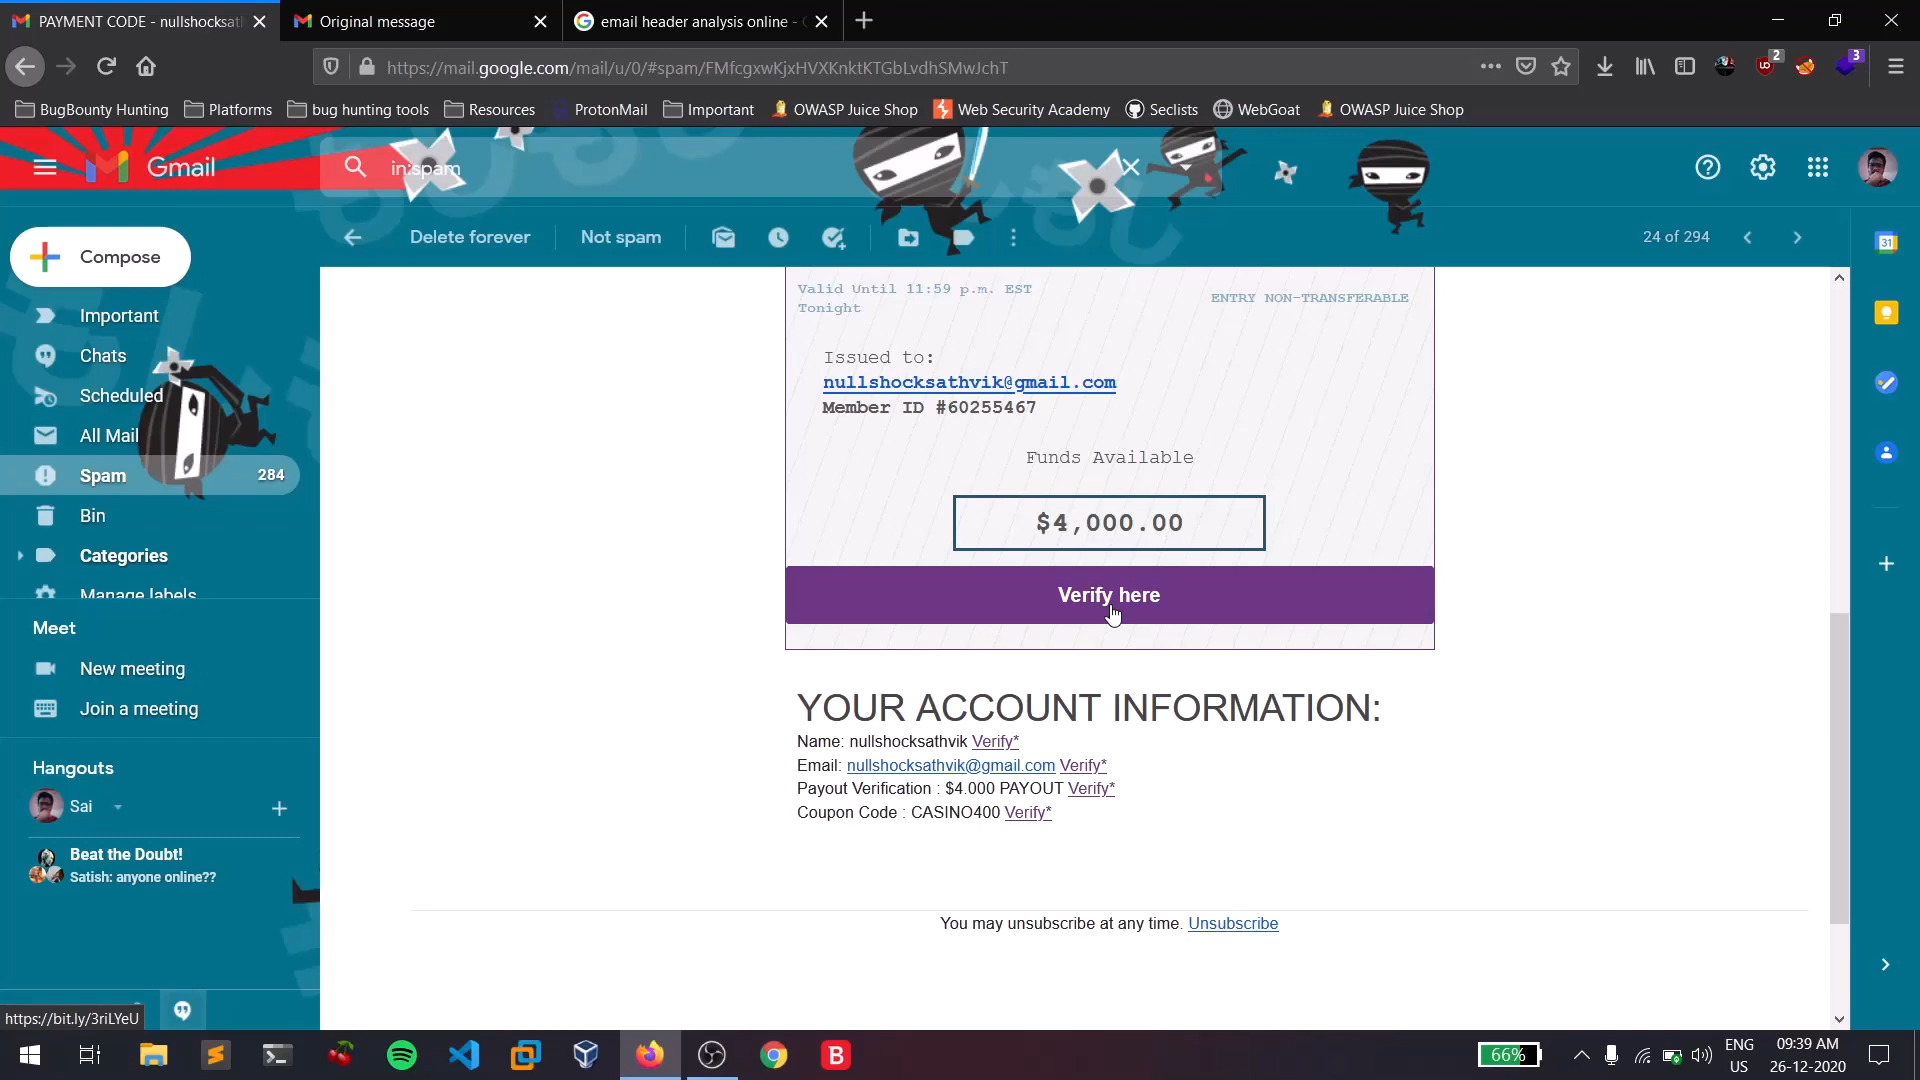 PAYMENT CODE - nullshocksath
Original message
email header analysis online -
https://mail.google.com/mail/u/0/#spam/FMfcgxwKjxHVXKnktKTGbLvdhSMwJchT
2
3
BugBounty Hunting
Platforms
bug hunting tools
Resources
ProtonMail
Important
OWASP Juice Shop
Web Security Academy
Seclists
WebGoat
OWASP Juice Shop
Gmail
in:spam
Compose
Delete forever
Not spam
24 of 294
31
Important
Chats
Scheduled
All Mail
Spam
284
Bin
Categories
Manage labels
Meet
New meeting
Join a meeting
Hangouts
Sai
Beat the Doubt!
Satish: anyone online??
Valid Until 11:59 p.m. EST
Tonight
ENTRY NON-TRANSFERABLE
Issued to:
nullshocksathvik@gmail.com
Member ID #60255467
Funds Available
$4,000.00
Verify here
YOUR ACCOUNT INFORMATION:
Name: nullshocksathvik Verify*
Email: nullshocksathvik@gmail.com Verify*
Payout Verification : $4.000 PAYOUT Verify*
Coupon Code : CASINO400 Verify*
You may unsubscribe at any time. Unsubscribe
https://bit.ly/3riLYeU
66%
ENG
US
09:39 AM
26-12-2020